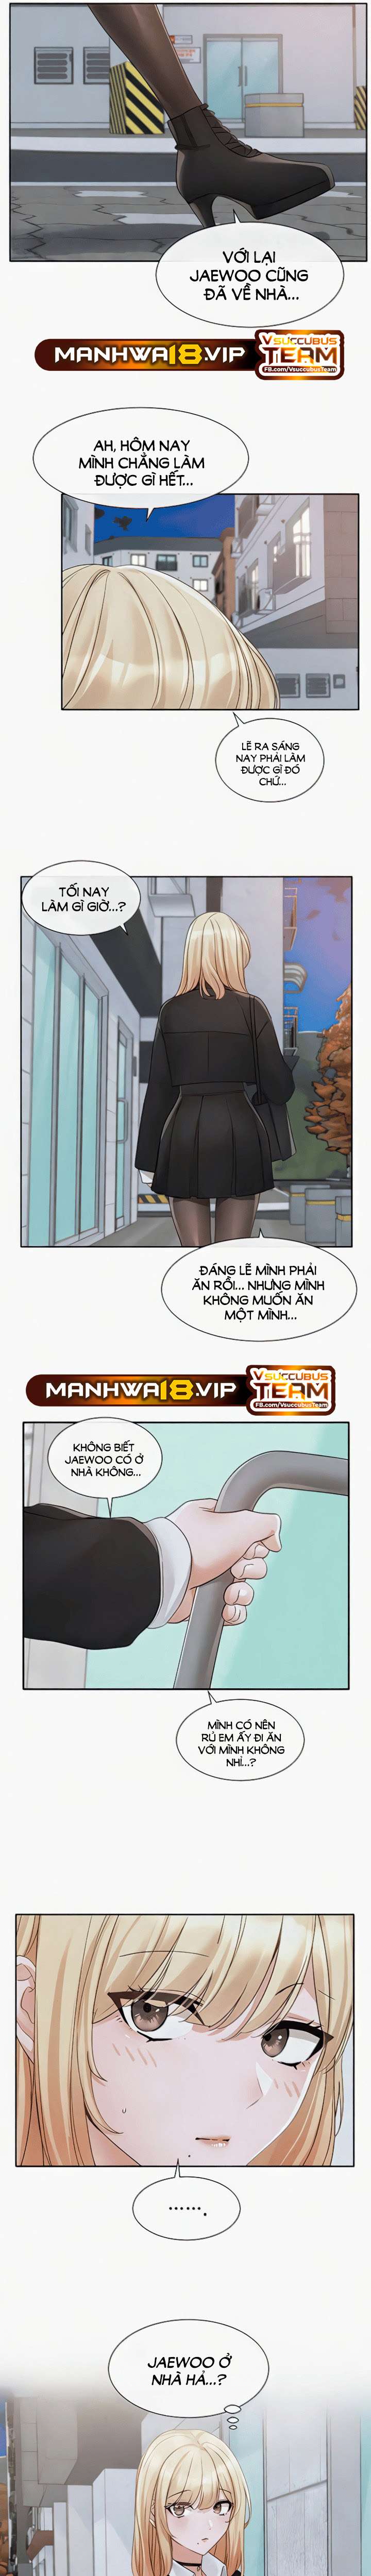 VỚI LẠI
JAEWOO CŨNG
ĐÃ VỀ NHÀ...
MANHWA18.VIP
VSUCCUBUS
TEAM
FB.com/VsuccubusTeam
AH, HÔM NAY
MÌNH CHẲNG LÀM
ĐƯỢC GÌ HẾT...
LẼ RA SÁNG
NAY PHẢI LÀM
ĐƯỢC GÌ ĐÓ
CHỨ...
TỐI NAY
LÀM GÌ GIỜ...?
ĐÁNG LẼ MÌNH PHẢI
ĂN RỒI... NHƯNG MÌNH
KHÔNG MUỐN ĂN
MỘT MÌNH...
MANHWA18.VIP
VSUCCUBUS
TEAM
FB.com/VsuccubusTeam
KHÔNG BIẾT
JAEWOO CÓ Ở
NHÀ KHÔNG...
MÌNH CÓ NÊN
RỦ EM ẤY ĐI ĂN
VỚI MÌNH KHÔNG
NHỈ...?
.......
JAEWOO Ở
NHÀ HẢ...?